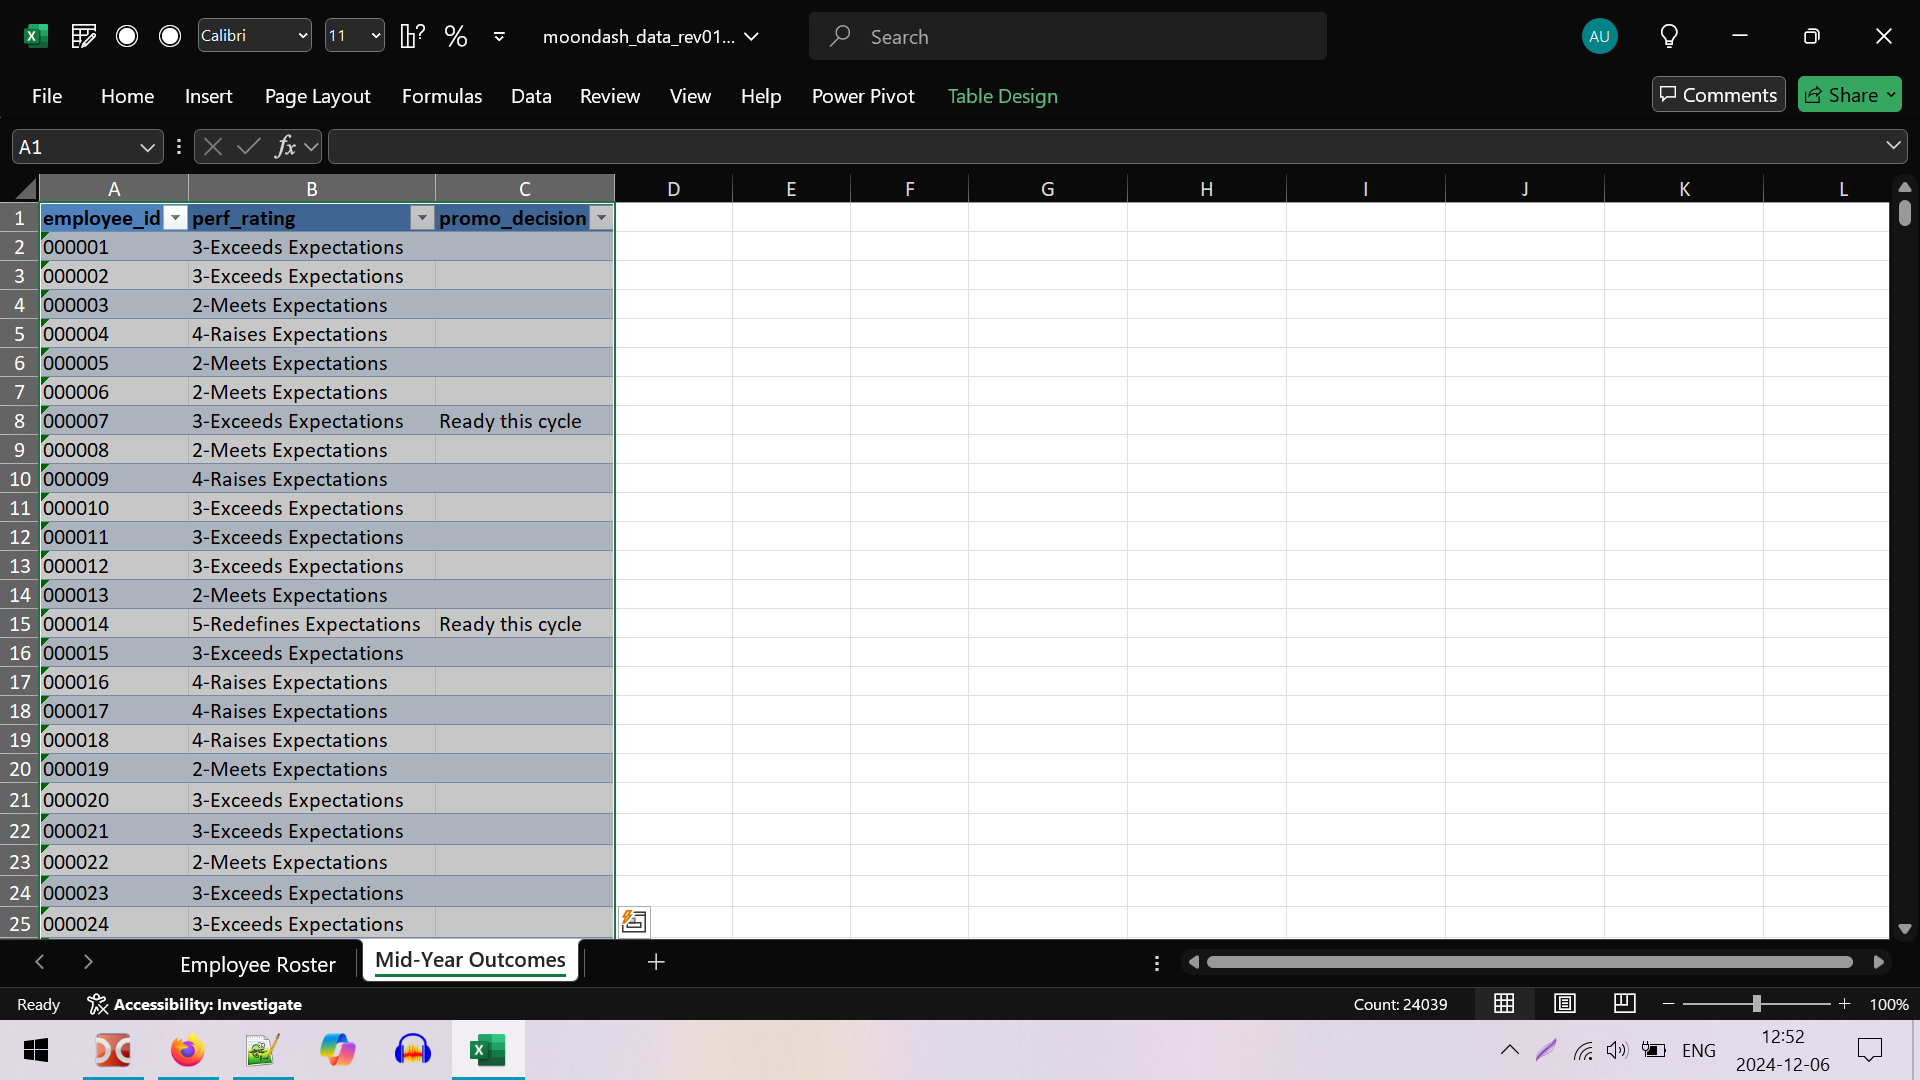 Calibri 11 moondash_data_rev01... Search AU
File Home Insert Page Layout Formulas Data Review View Help Power Pivot Table Design Comments Share
A1 fx
A B C D E F G H I J K L
1 employee_id perf_rating promo_decision
2 000001 3-Exceeds Expectations
3 000002 3-Exceeds Expectations
4 000003 2-Meets Expectations
5 000004 4-Raises Expectations
6 000005 2-Meets Expectations
7 000006 2-Meets Expectations
8 000007 3-Exceeds Expectations Ready this cycle
9 000008 2-Meets Expectations
10 000009 4-Raises Expectations
11 000010 3-Exceeds Expectations
12 000011 3-Exceeds Expectations
13 000012 3-Exceeds Expectations
14 000013 2-Meets Expectations
15 000014 5-Redefines Expectations Ready this cycle
16 000015 3-Exceeds Expectations
17 000016 4-Raises Expectations
18 000017 4-Raises Expectations
19 000018 4-Raises Expectations
20 000019 2-Meets Expectations
21 000020 3-Exceeds Expectations
22 000021 3-Exceeds Expectations
23 000022 2-Meets Expectations
24 000023 3-Exceeds Expectations
25 000024 3-Exceeds Expectations
Employee Roster Mid-Year Outcomes
Ready Accessibility: Investigate Count: 24039 100%
ENG 12:52
2024-12-06